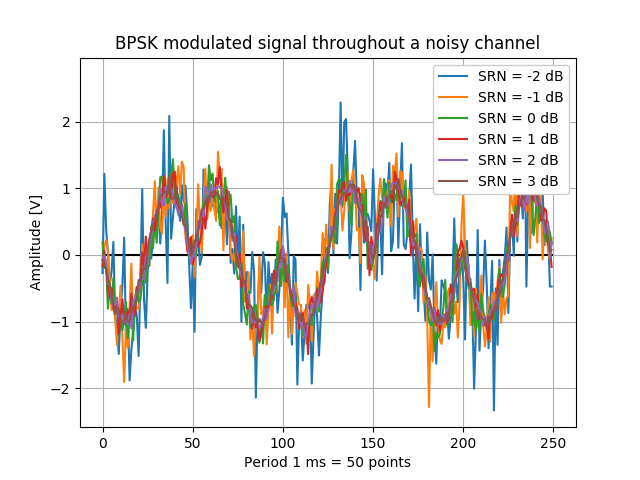 BPSK modulated signal throughout a noisy channel
SRN = -2 dB
SRN = -1 dB
SRN = 0 dB
SRN = 1 dB
SRN = 2 dB
SRN = 3 dB
Amplitude [V]
2
1
0
−1
−2
0 50 100 150 200 250
Period 1 ms = 50 points